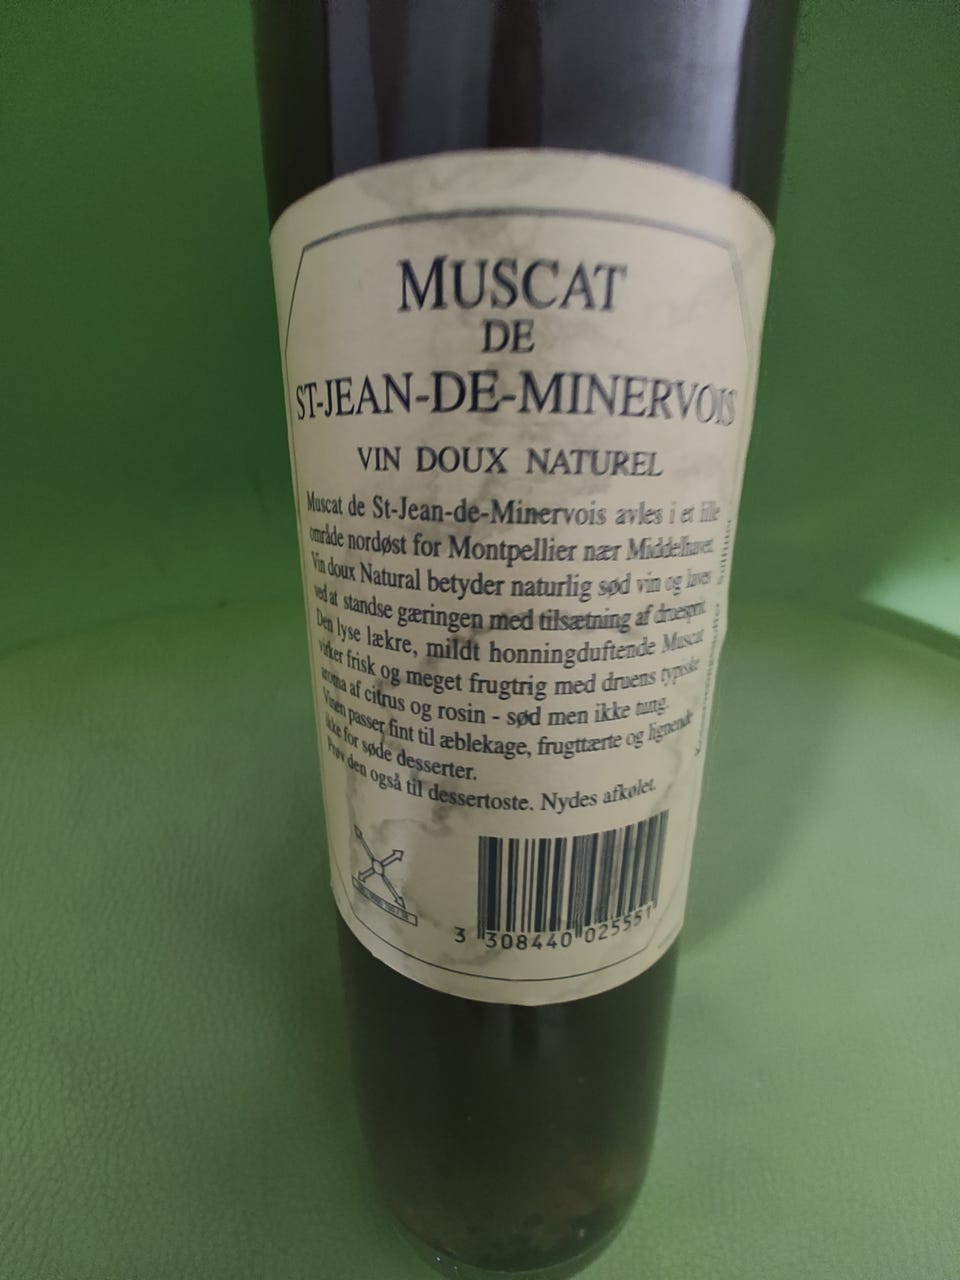 MUSCAT
DE
ST-JEAN-DE-MINERVOIS
VIN DOUX NATUREL
Muscat de St-Jean-de-Minervois avles i et lille
område nordøst for Montpellier nær Middelhavet.
Vin doux Natural betyder naturlig sød vin og laves
ved at standse gæringen med tilsætning af druesprit.
Den lyse lækre, mildt honningduftende Muscat
virker frisk og meget frugtrig med druens typiske
aroma af citrus og rosin - sød men ikke tung.
Vinen passer fint til æblekage, frugttærte og lignende
ikke for søde desserter.
Prøv den også til dessertoste. Nydes afkølet.
3 308440 025551